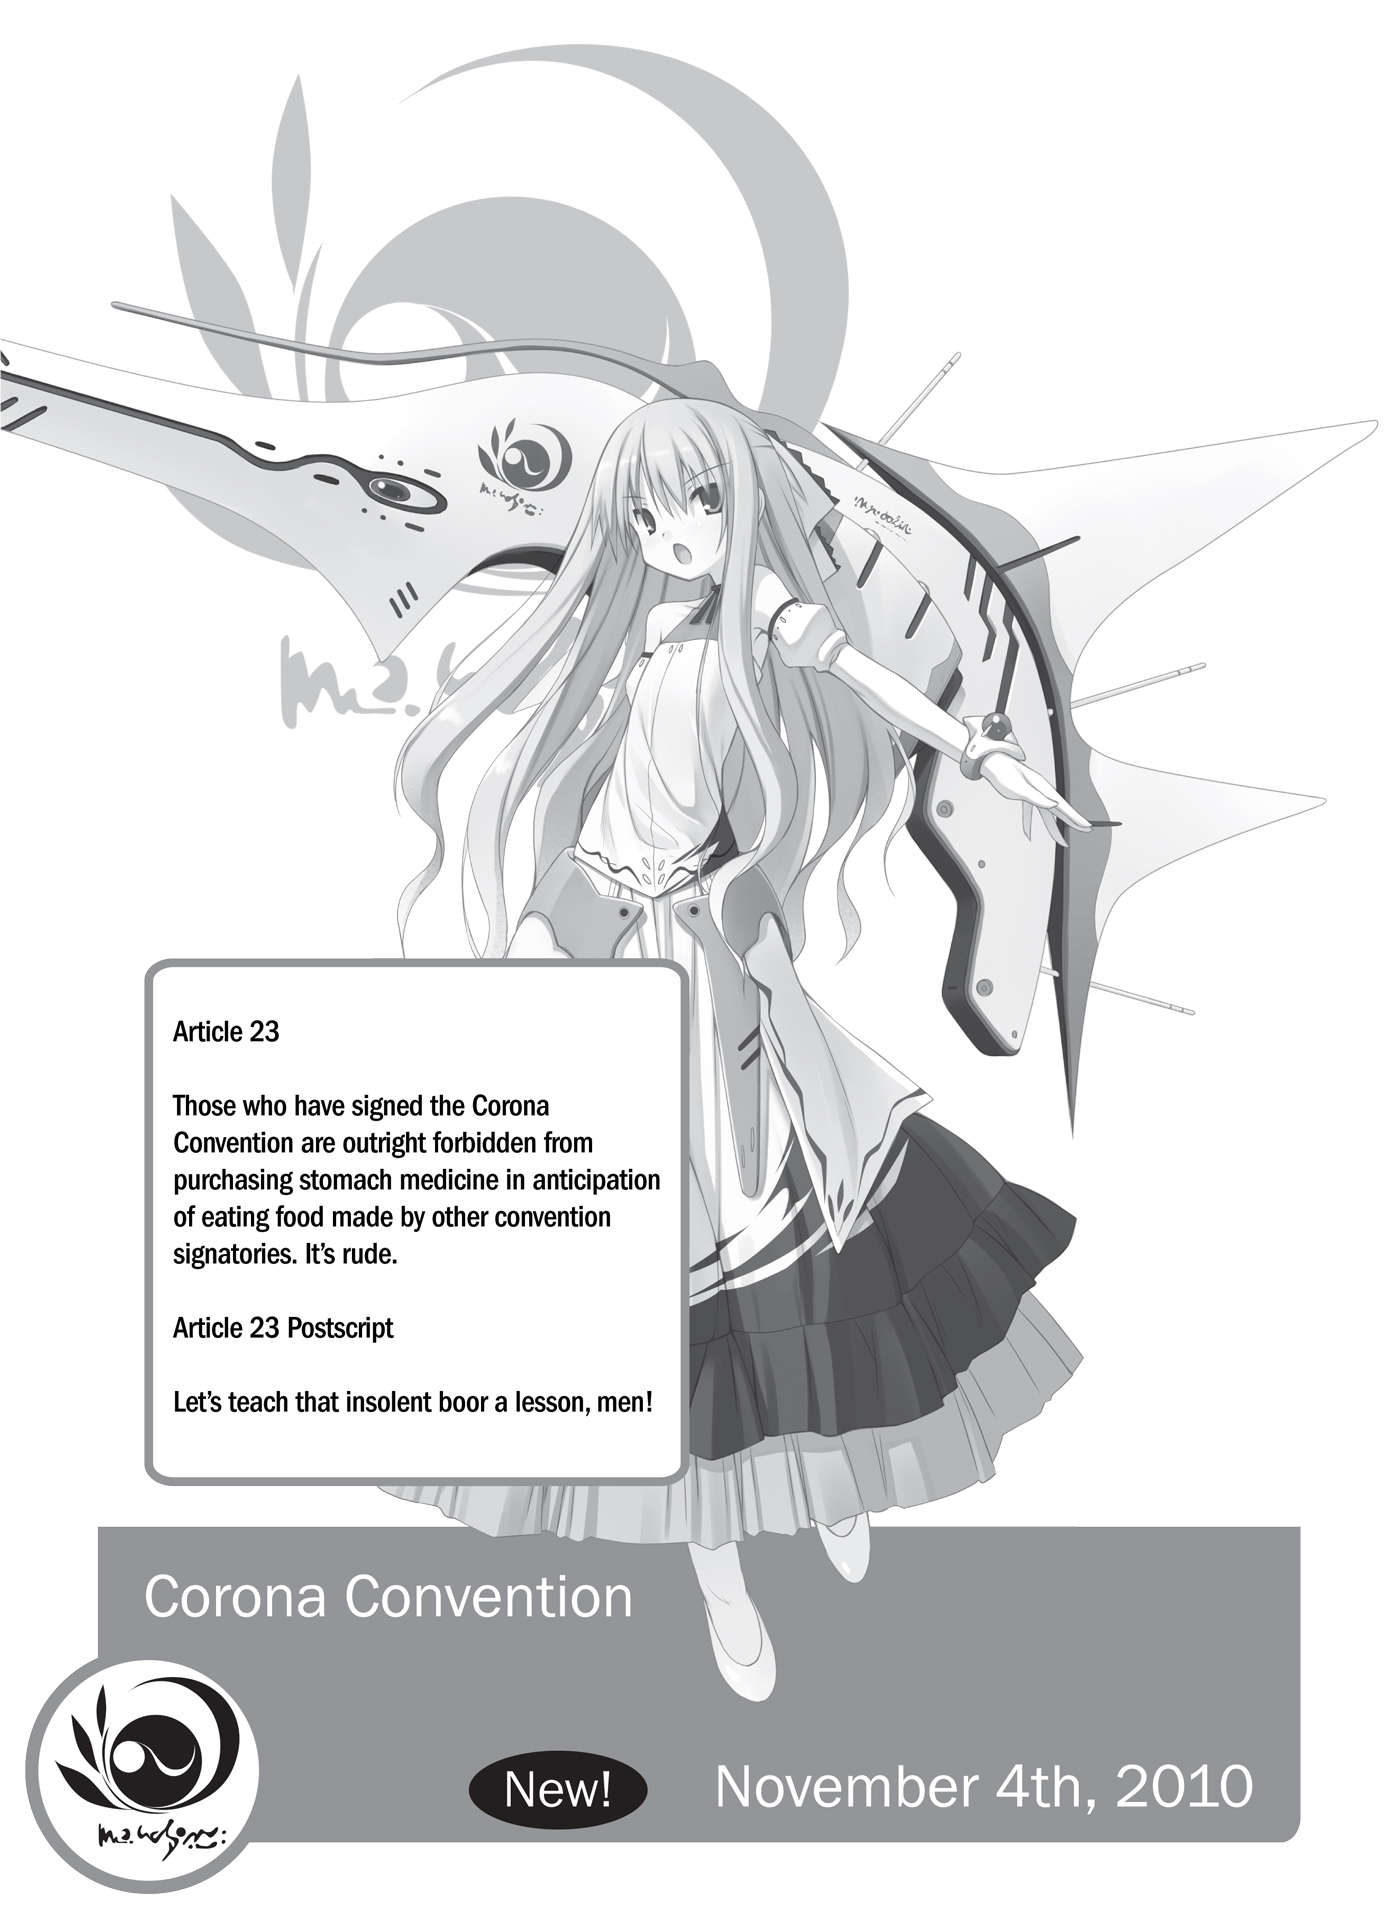 Article 23
Those who have signed the Corona
Convention are outright forbidden from
purchasing stomach medicine in anticipation
of eating food made by other convention
signatories. It’s rude.
Article 23 Postscript
Let’s teach that insolent boor a lesson, men!
Corona Convention
New!
November 4th, 2010